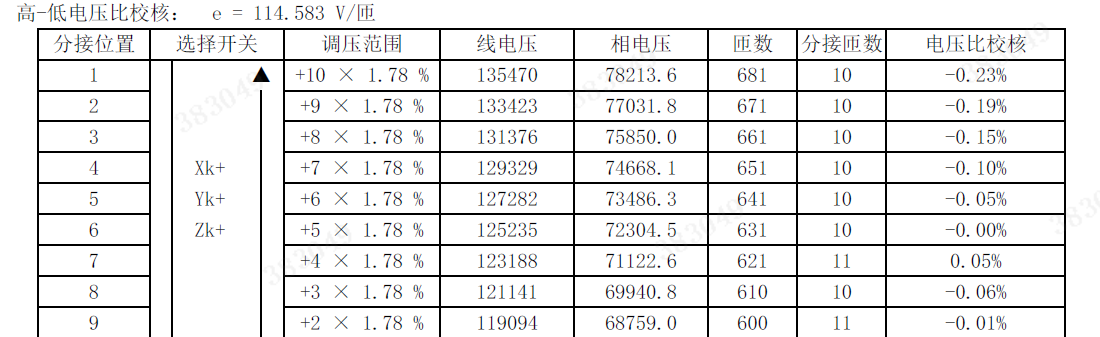 高-低电压比校核： e = 114.583 V/匝
分接位置 选择开关 调压范围 线电压 相电压 匝数 分接匝数 电压比校核
1 ▲ +10 × 1.78 % 135470 78213.6 681 10 -0.23%
2 +9 × 1.78 % 133423 77031.8 671 10 -0.19%
3 +8 × 1.78 % 131376 75850.0 661 10 -0.15%
4 Xk+ +7 × 1.78 % 129329 74668.1 651 10 -0.10%
5 Yk+ +6 × 1.78 % 127282 73486.3 641 10 -0.05%
6 Zk+ +5 × 1.78 % 125235 72304.5 631 10 -0.00%
7 +4 × 1.78 % 123188 71122.6 621 11 0.05%
8 +3 × 1.78 % 121141 69940.8 610 10 -0.06%
9 +2 × 1.78 % 119094 68759.0 600 11 -0.01%